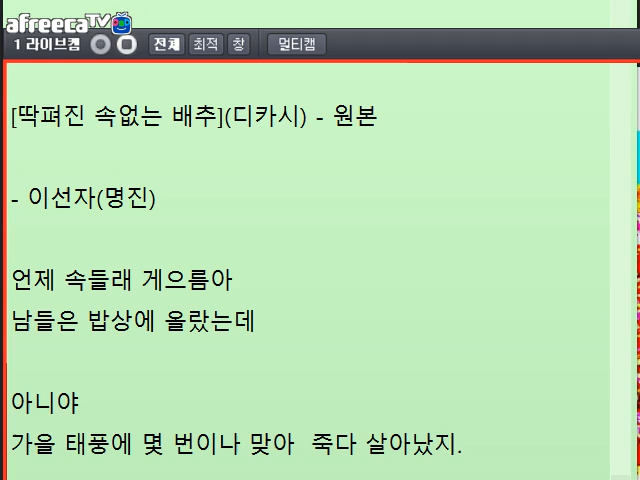 afreecaTV
1 라이브캠 전체 최적 창 멀티캠
[딱펴진 속없는 배추](디카시) - 원본
- 이선자(명진)
언제 속들래 게으름아
남들은 밥상에 올랐는데
아니야
가을 태풍에 몇 번이나 맞아 죽다 살아났지.